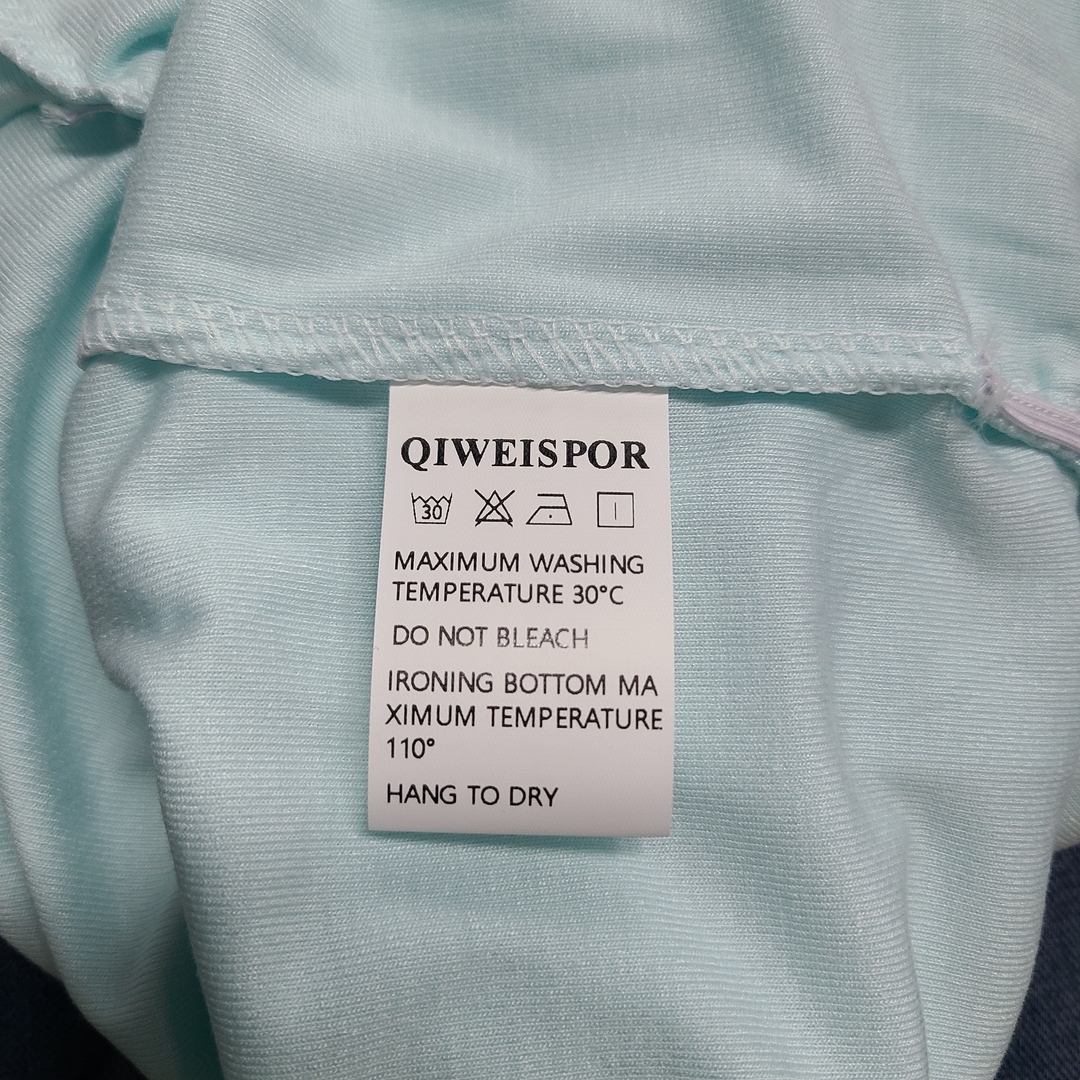 QIWEISPOR
30
MAXIMUM WASHING
TEMPERATURE 30°C
DO NOT BLEACH
IRONING BOTTOM MA
XIMUM TEMPERATURE
110°
HANG TO DRY